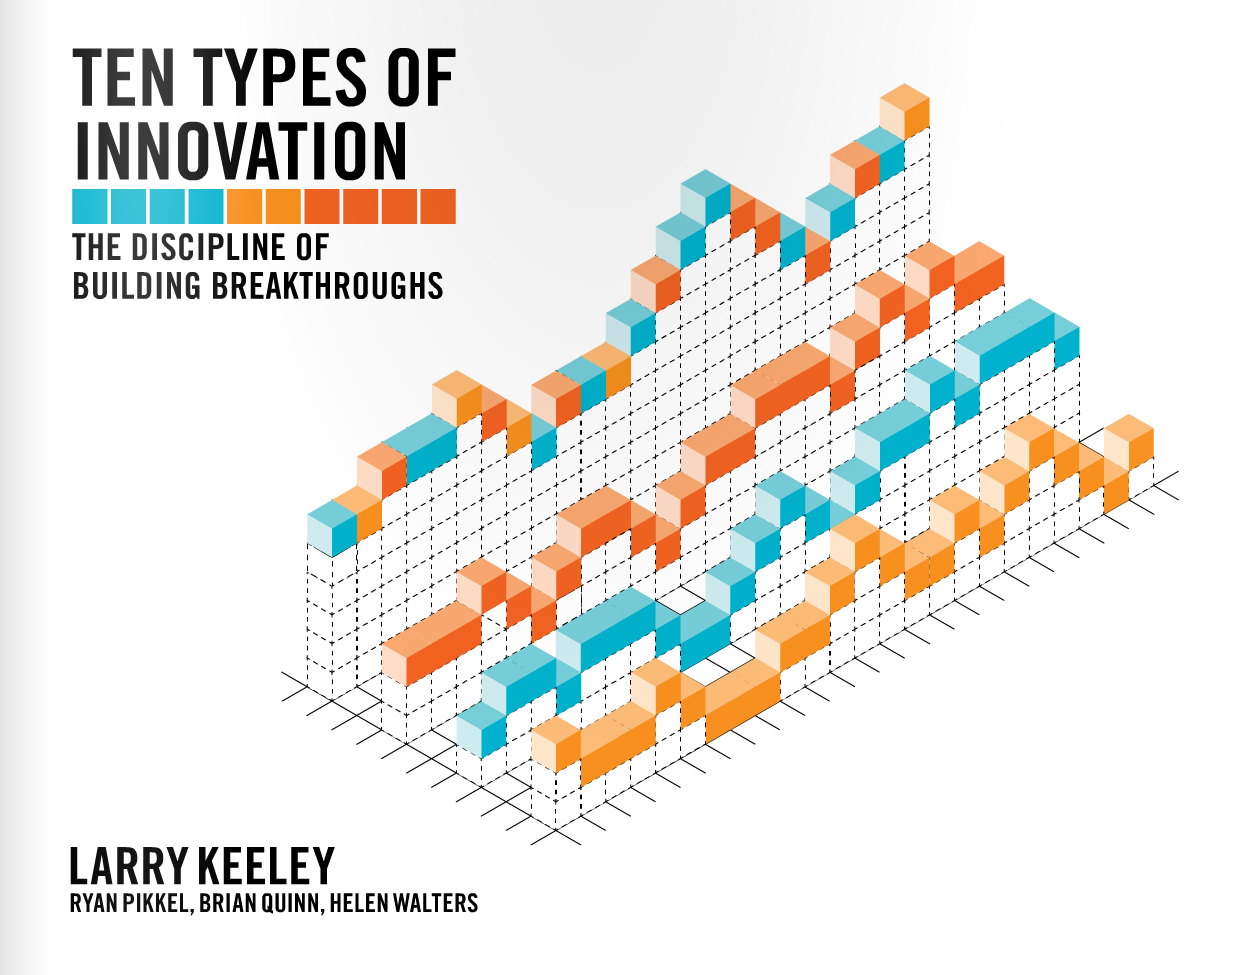 TEN TYPES OF
INNOVATION
THE DISCIPLINE OF
BUILDING BREAKTHROUGHS
LARRY KEELEY
RYAN PIKKEL, BRIAN QUINN, HELEN WALTERS